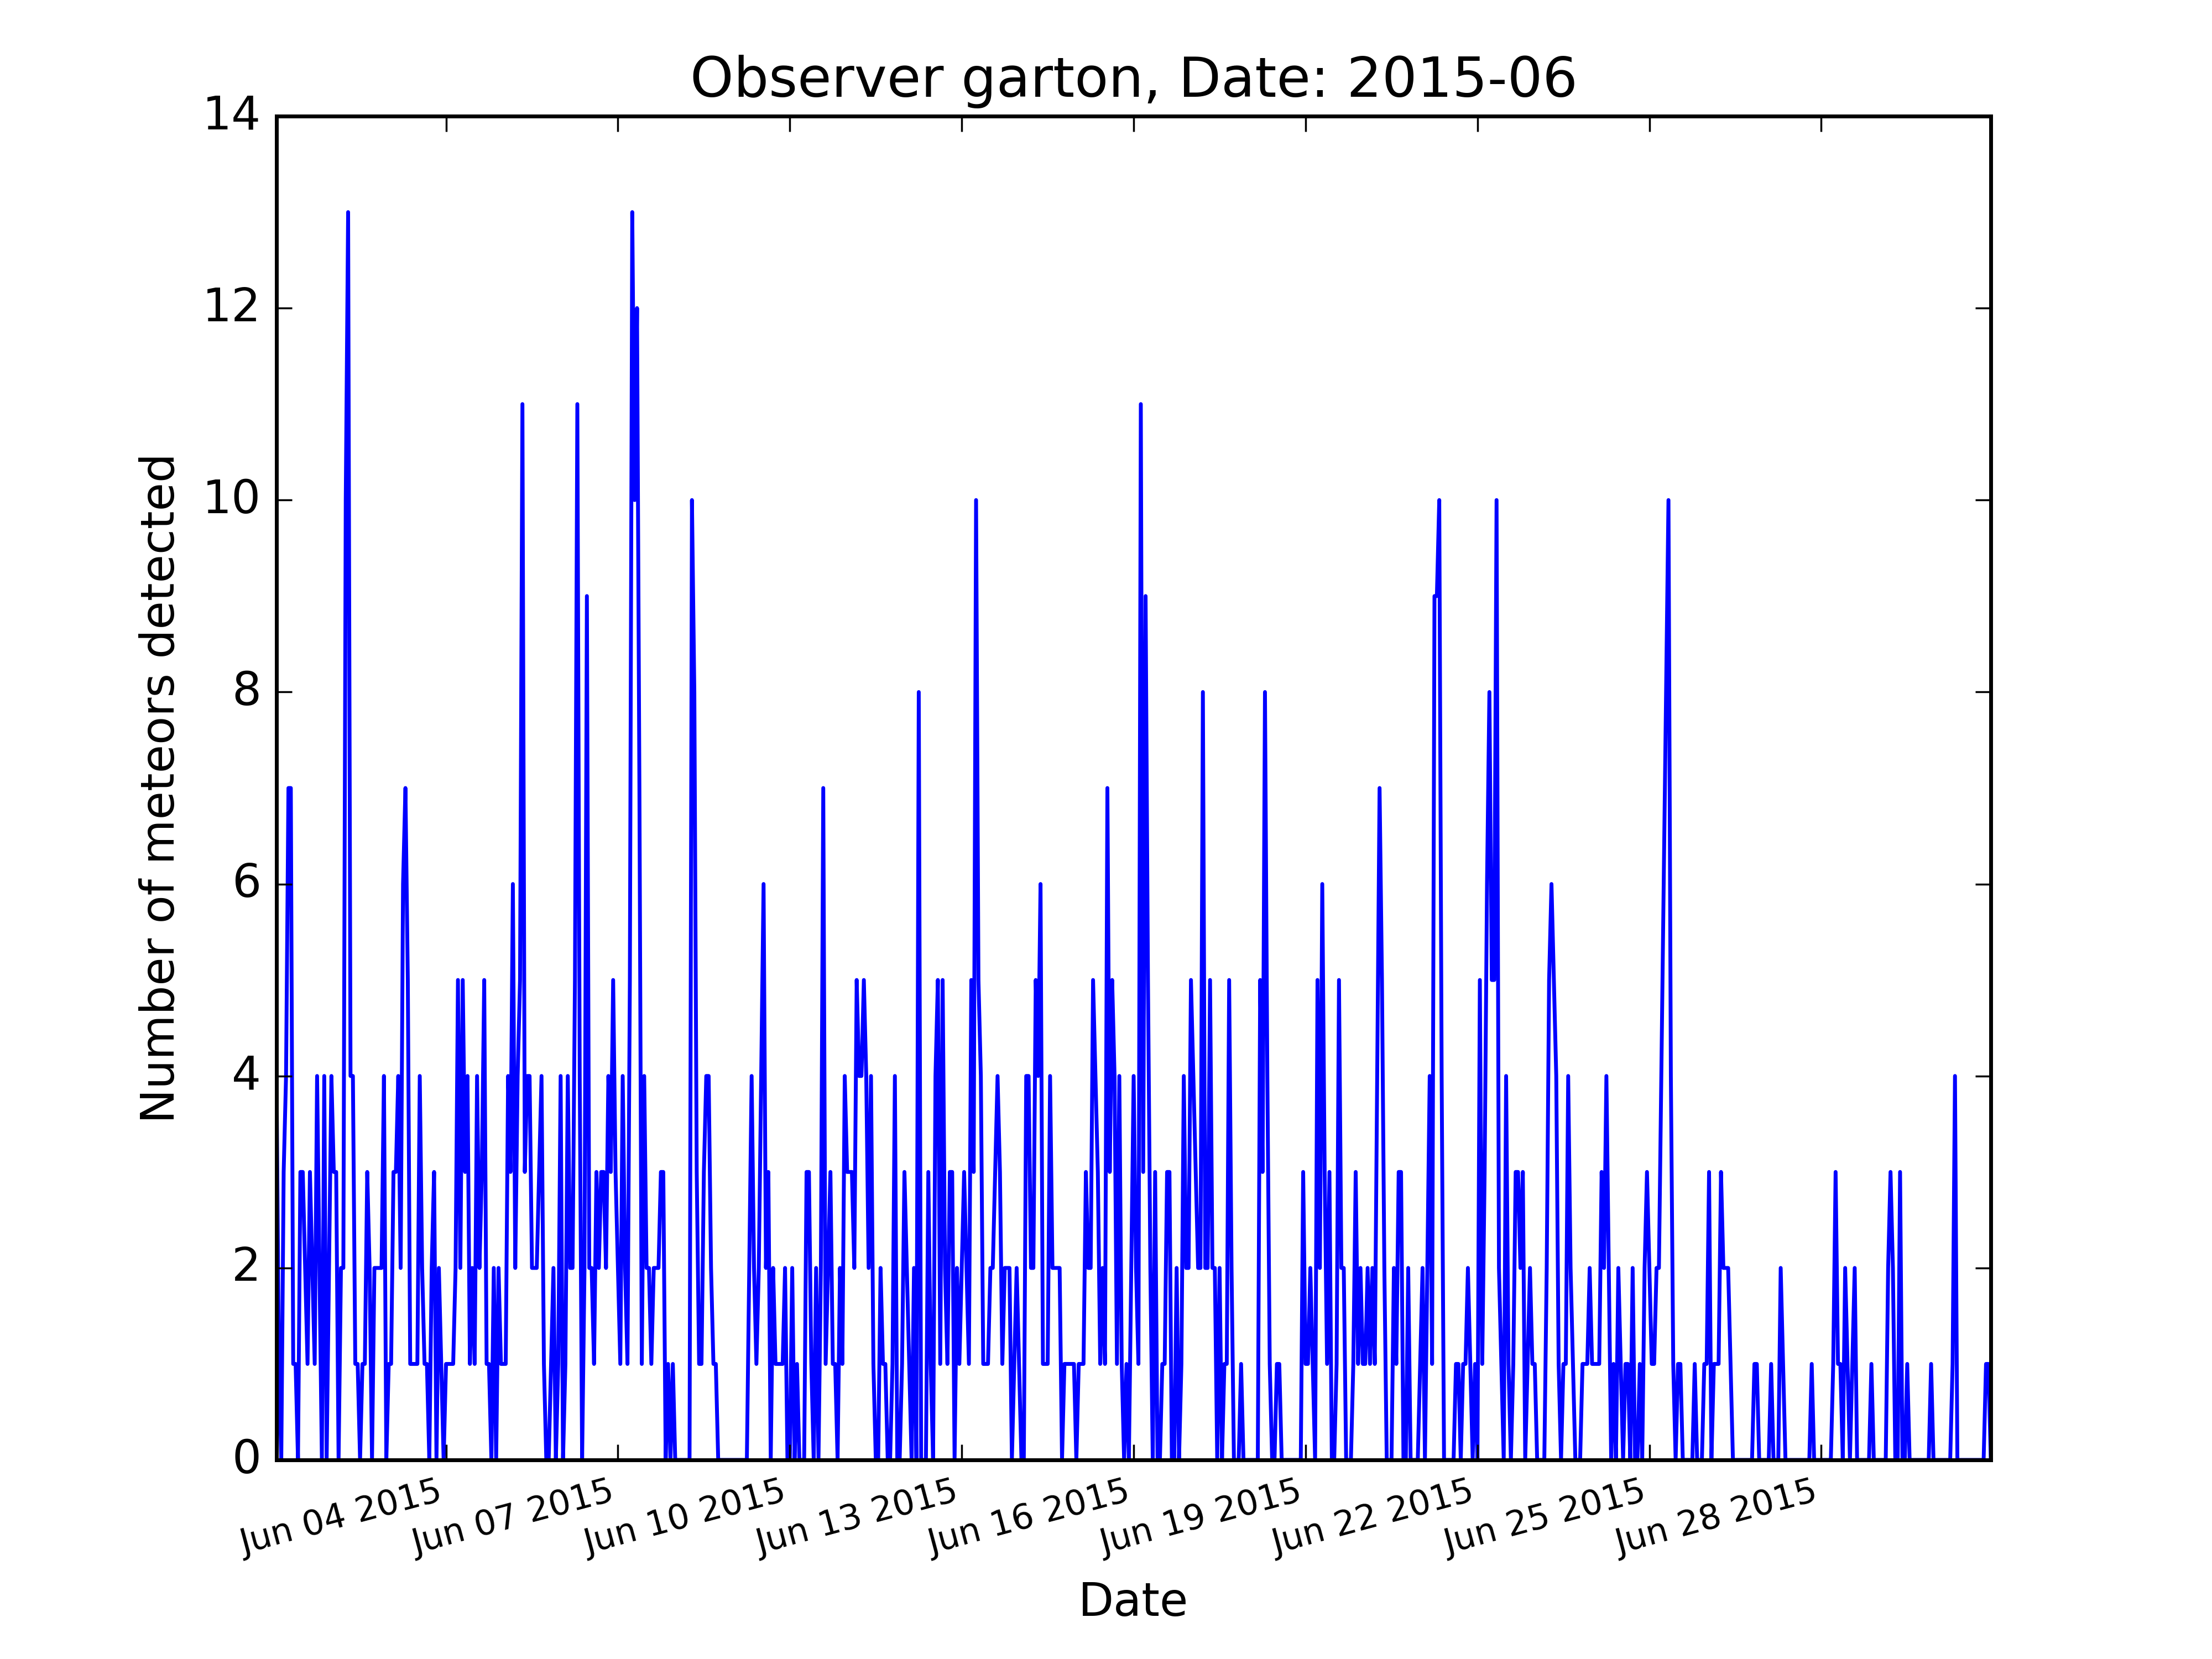 Observer garton, Date: 2015-06
14
12
10
8
6
4
2
0
Number of meteors detected
Jun 04 2015
Jun 07 2015
Jun 10 2015
Jun 13 2015
Jun 16 2015
Jun 19 2015
Jun 22 2015
Jun 25 2015
Jun 28 2015
Date